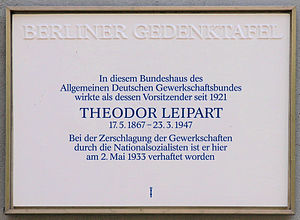 BERLINER GEDENKTAFEL
In diesem Bundeshaus des
Allgemeinen Deutschen Gewerkschaftsbundes
wirkte als dessen Vorsitzender seit 1921
THEODOR LEIPART
17. 5. 1867 – 23. 3. 1947
Bei der Zerschlagung der Gewerkschaften
durch die Nationalsozialisten ist er hier
am 2. Mai 1933 verhaftet worden